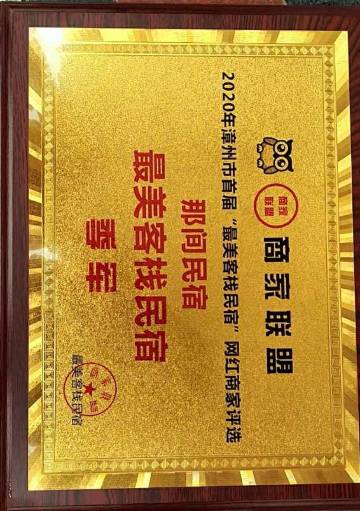 商家联盟
商家
联盟
2020年漳州市首届“最美客栈民宿”网红商家评选
那间民宿
最美客栈民宿
季军
最美客栈民宿